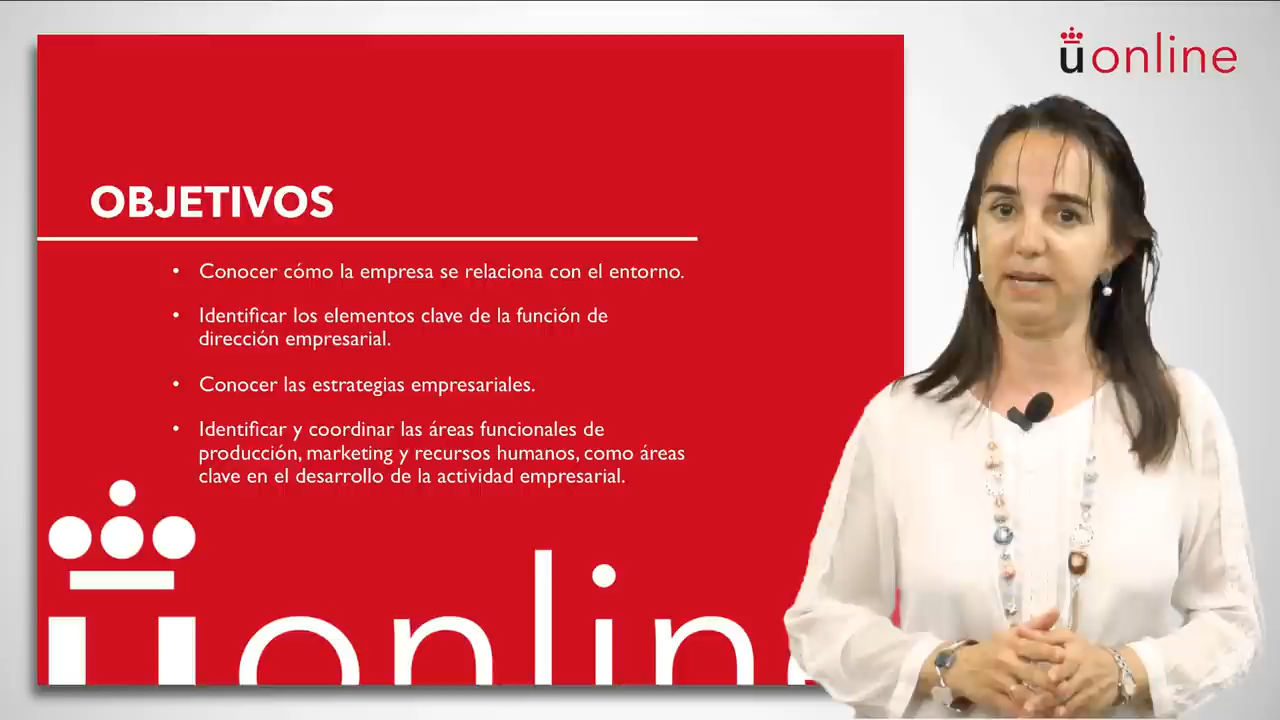 uonline
OBJETIVOS
• Conocer cómo la empresa se relaciona con el entorno.
• Identificar los elementos clave de la función de
dirección empresarial.
• Conocer las estrategias empresariales.
• Identificar y coordinar las áreas funcionales de
producción, marketing y recursos humanos, como áreas
clave en el desarrollo de la actividad empresarial.
uonline